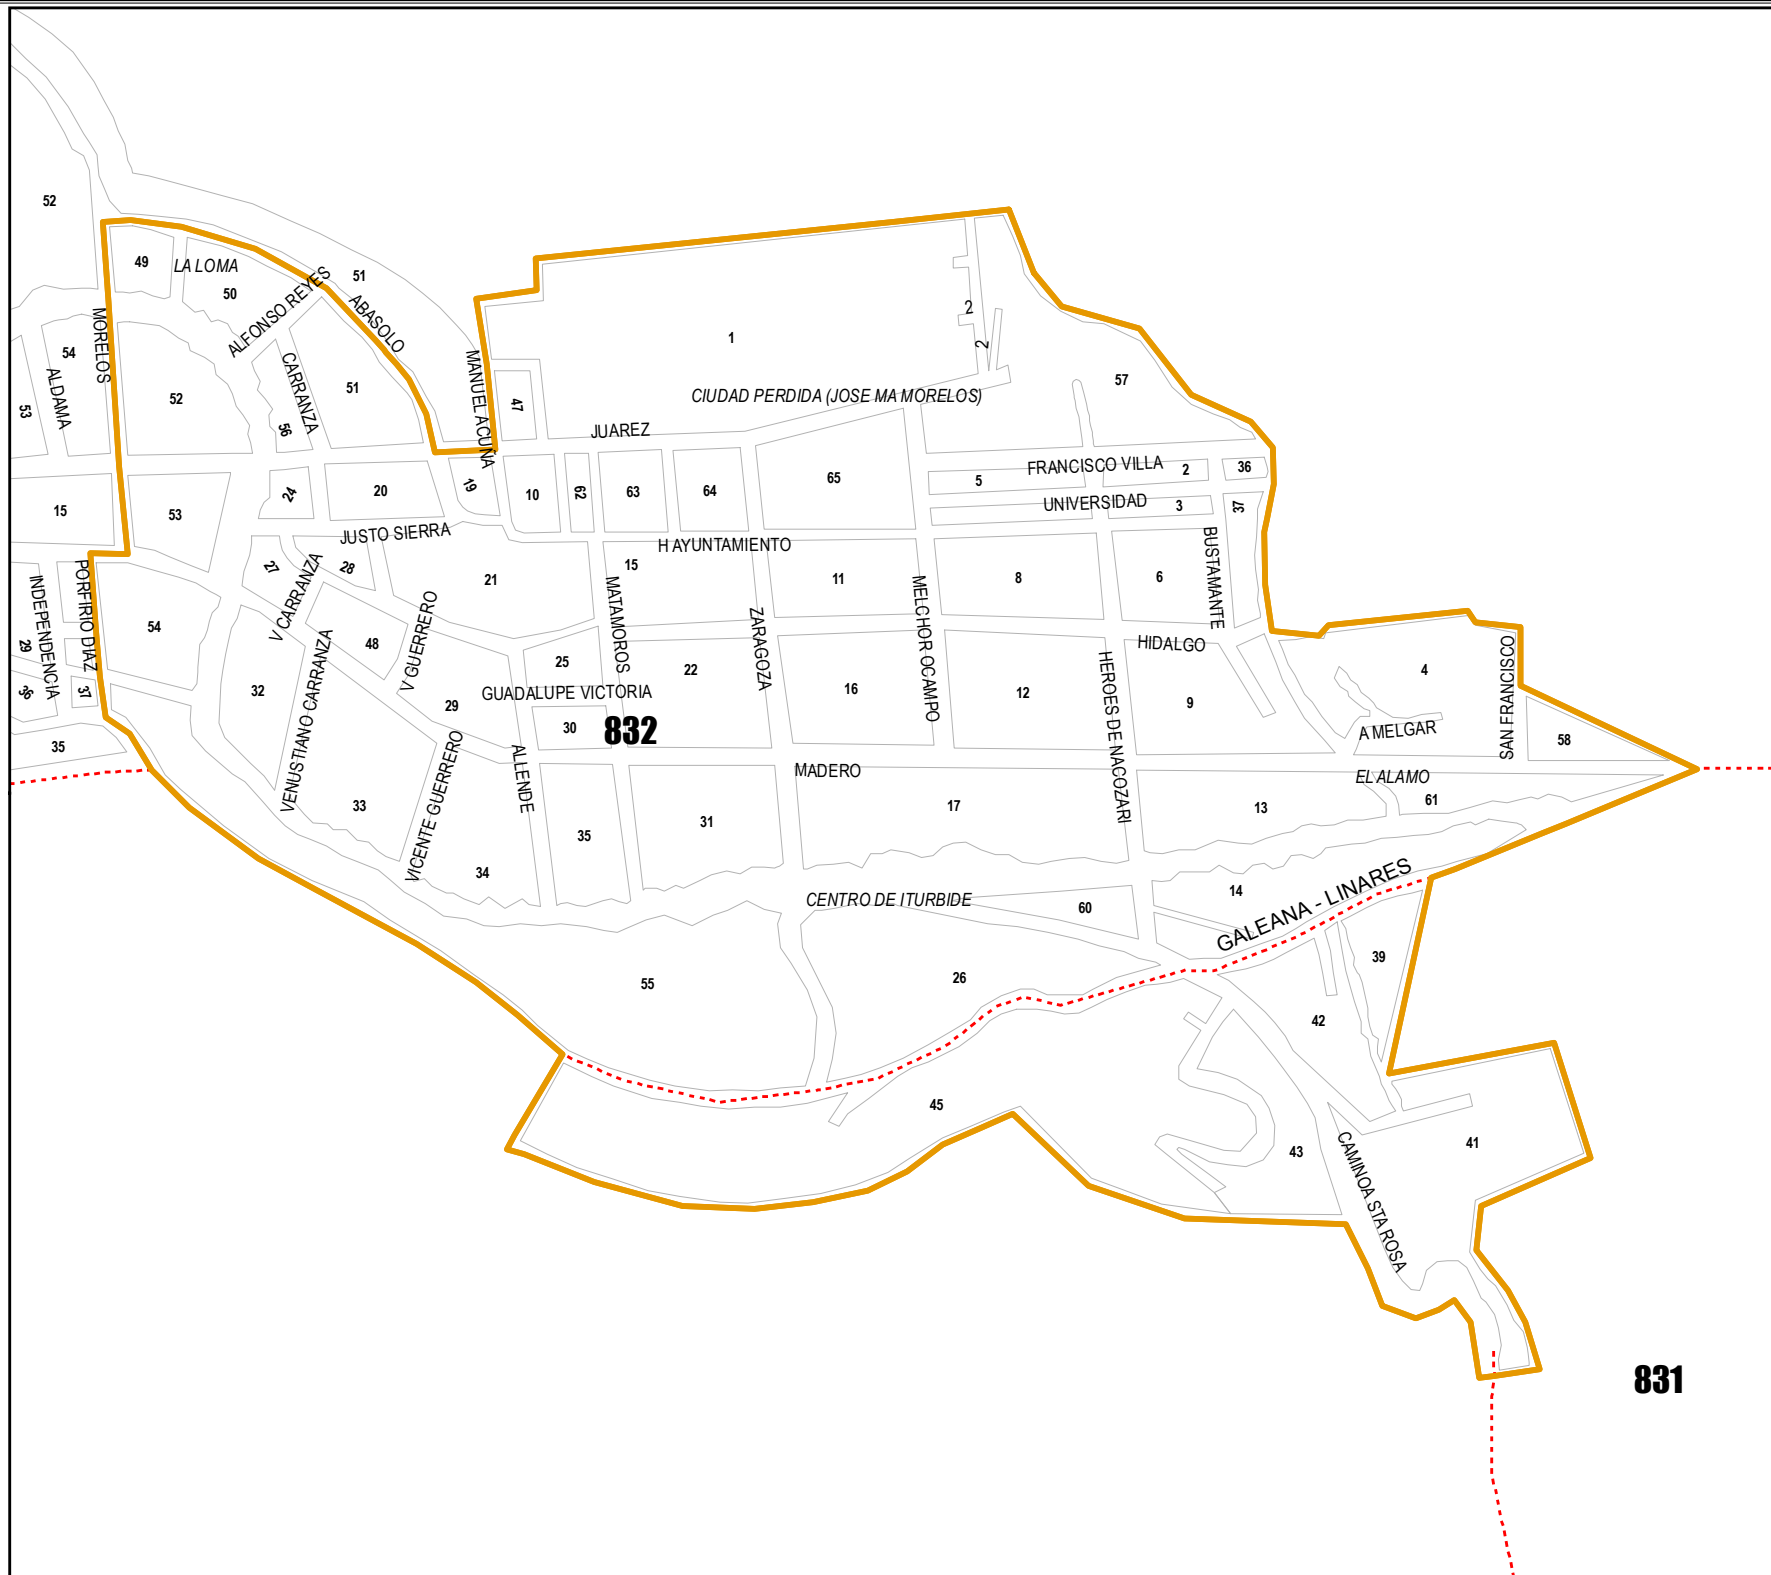 52
49
LA LOMA
50
ALFONSO REYES
51
ABASOLO
MORELOS
54
ALDAMA
53
52
CARRANZA
56
51
MANUEL ACUÑA
47
1
2
2
57
CIUDAD PERDIDA (JOSE MA MORELOS)
JUAREZ
FRANCISCO VILLA
2
36
5
UNIVERSIDAD
3
37
15
53
24
20
19
10
62
63
64
65
JUSTO SIERRA
H AYUNTAMIENTO
BUSTAMANTE
INDEPENDENCIA
PORFIRIO DIAZ
27
V CARRANZA
28
21
15
MATAMOROS
11
MELCHOR OCAMPO
8
6
54
48
V GUERRERO
ZARAGOZA
HIDALGO
SAN FRANCISCO
29
36
37
32
VENUSTIANO CARRANZA
25
22
16
12
HEROES DE NACOZARI
9
4
29
GUADALUPE VICTORIA
30
832
A MELGAR
58
35
VICENTE GUERRERO
ALLENDE
MADERO
EL ALAMO
33
35
31
17
13
61
34
CENTRO DE ITURBIDE
60
14
GALEANA - LINARES
55
26
39
42
45
43
41
CAMINO A STA ROSA
831